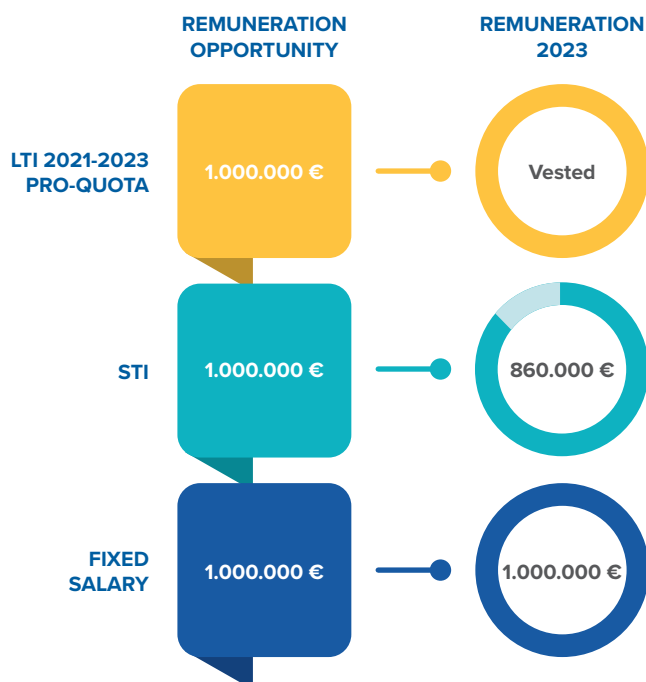 REMUNERATION
OPPORTUNITY
REMUNERATION
2023
LTI 2021-2023
PRO-QUOTA
1.000.000 €
Vested
STI
1.000.000 €
860.000 €
FIXED
SALARY
1.000.000 €
1.000.000 €